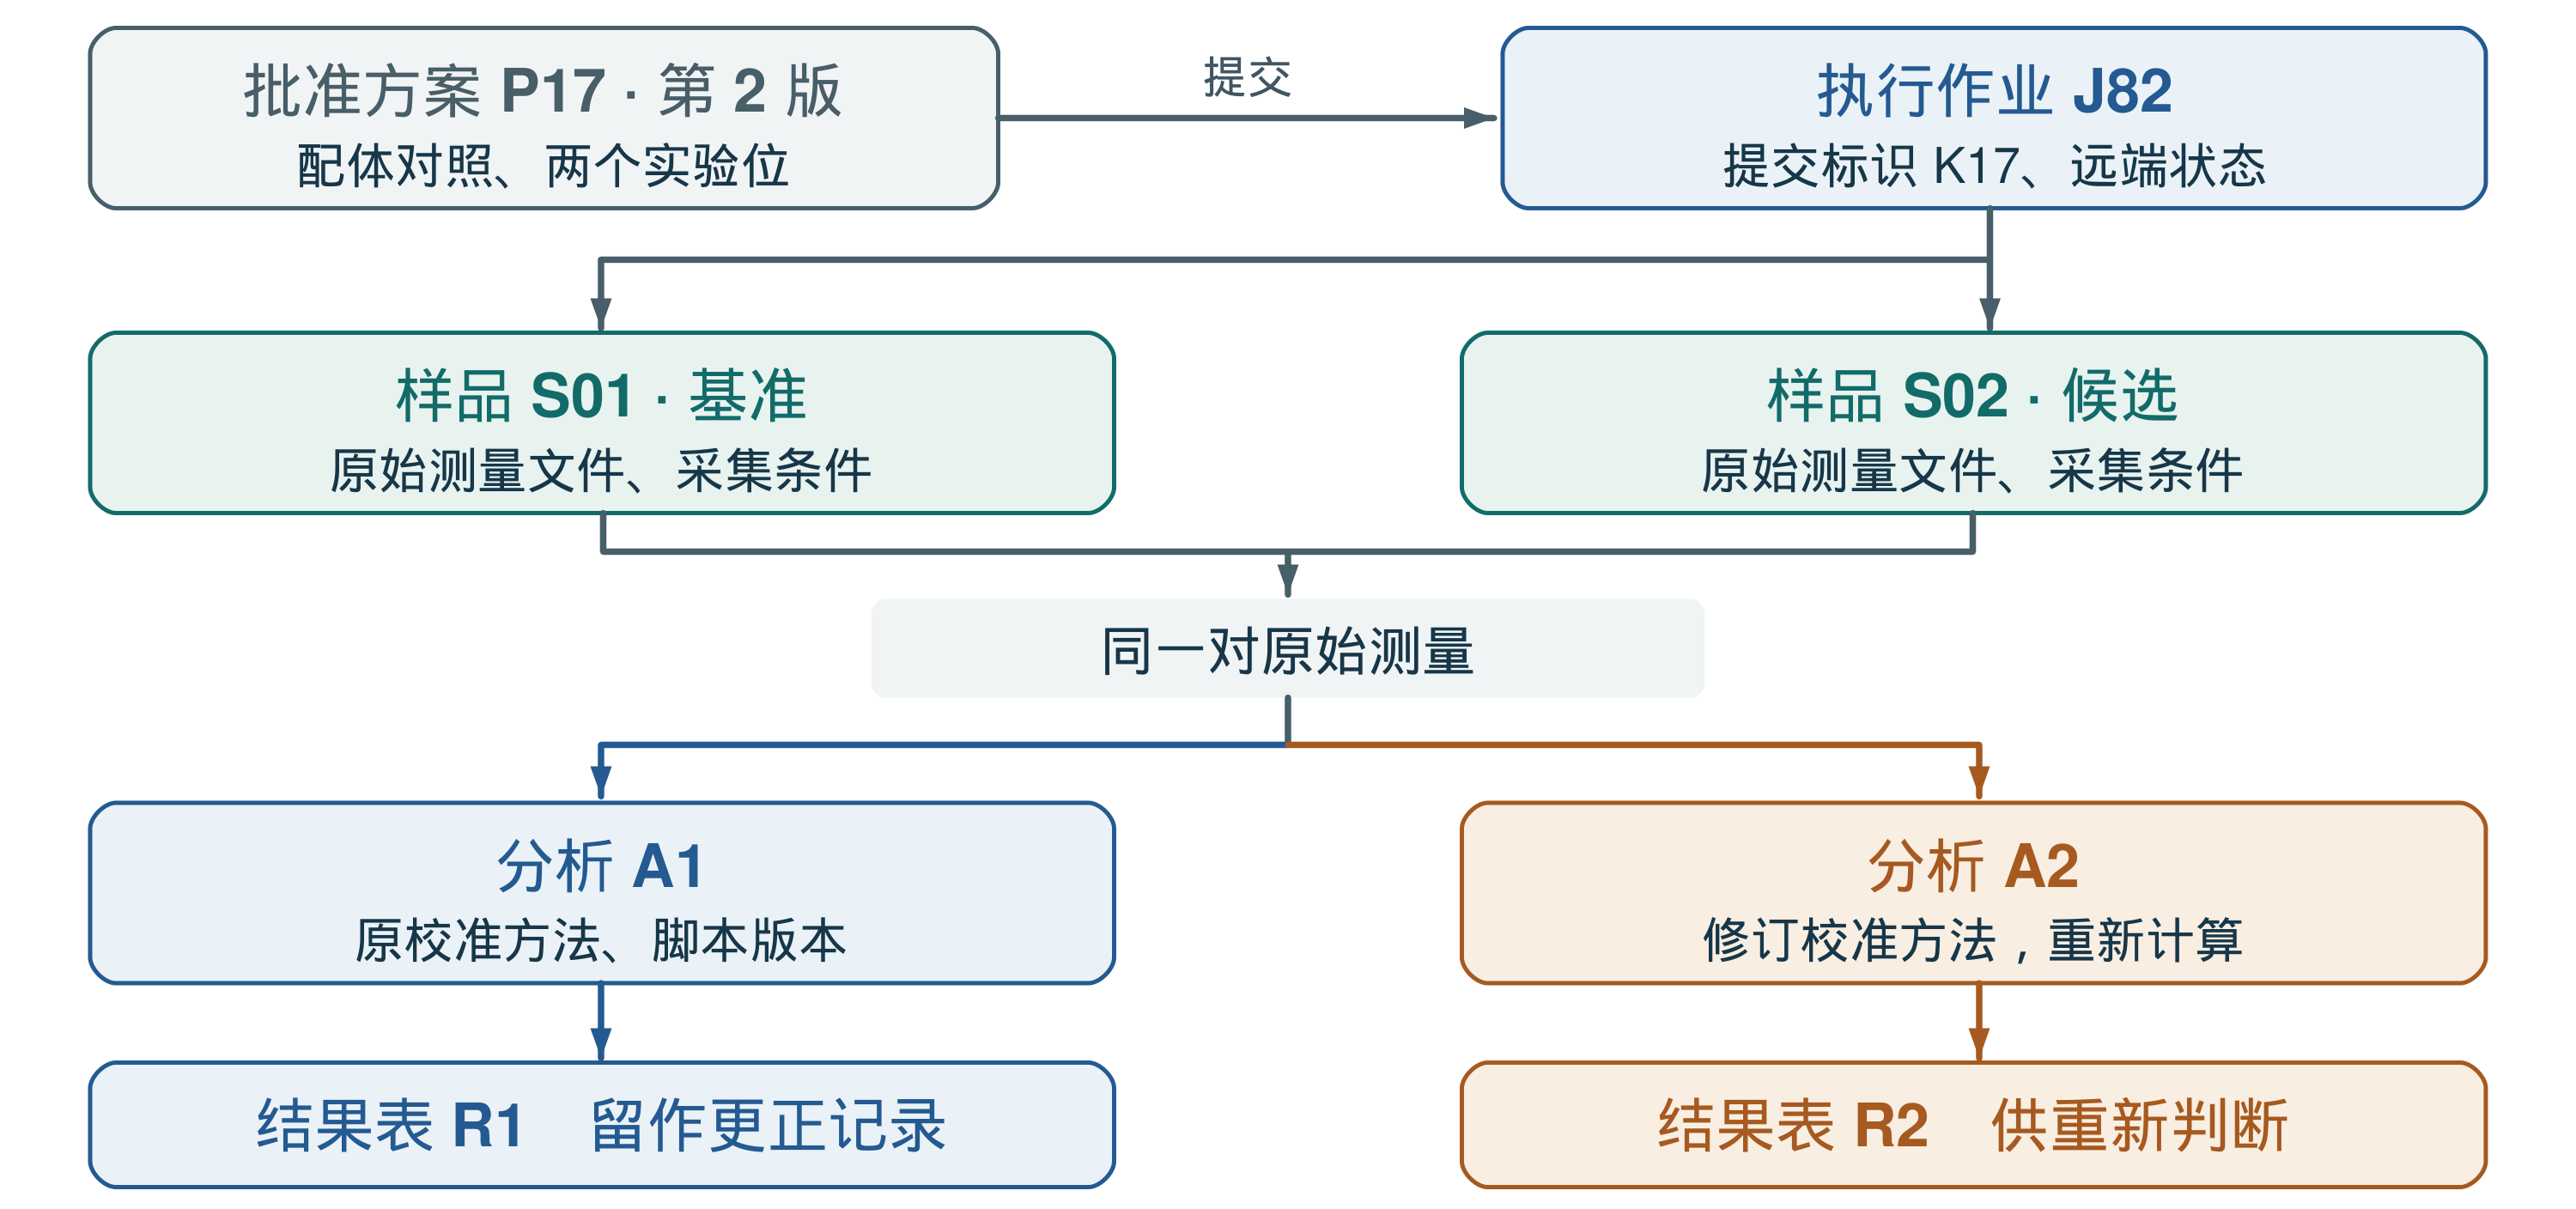 批准方案 P17 · 第 2 版
配体对照、两个实验位
提交
执行作业 J82
提交标识 K17、远端状态
样品 S01 · 基准
原始测量文件、采集条件
样品 S02 · 候选
原始测量文件、采集条件
同一对原始测量
分析 A1
原校准方法、脚本版本
分析 A2
修订校准方法，重新计算
结果表 R1　留作更正记录
结果表 R2　供重新判断